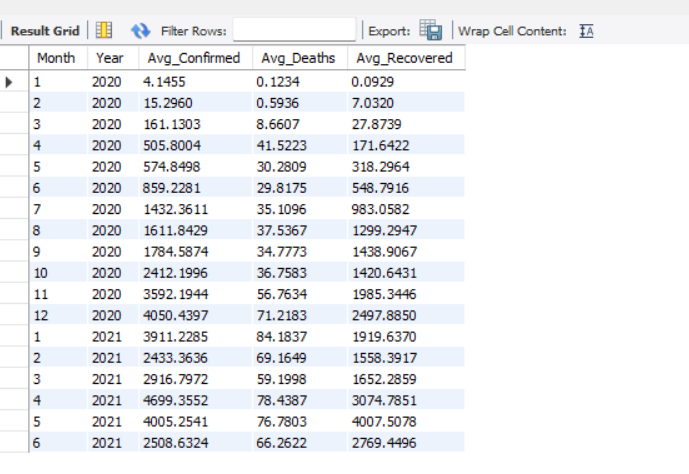 Result Grid Filter Rows: Export: Wrap Cell Content: IA
Month Year Avg_Confirmed Avg_Deaths Avg_Recovered
1 2020 4.1455 0.1234 0.0929
2 2020 15.2960 0.5936 7.0320
3 2020 161.1303 8.6607 27.8739
4 2020 505.8004 41.5223 171.6422
5 2020 574.8498 30.2809 318.2964
6 2020 859.2281 29.8175 548.7916
7 2020 1432.3611 35.1096 983.0582
8 2020 1611.8429 37.5367 1299.2947
9 2020 1784.5874 34.7773 1438.9067
10 2020 2412.1996 36.7583 1420.6431
11 2020 3592.1944 56.7634 1985.3446
12 2020 4050.4397 71.2183 2497.8850
1 2021 3911.2285 84.1837 1919.6370
2 2021 2433.3636 69.1649 1558.3917
3 2021 2916.7972 59.1998 1652.2859
4 2021 4699.3552 78.4387 3074.7851
5 2021 4005.2541 76.7803 4007.5078
6 2021 2508.6324 66.2622 2769.4496